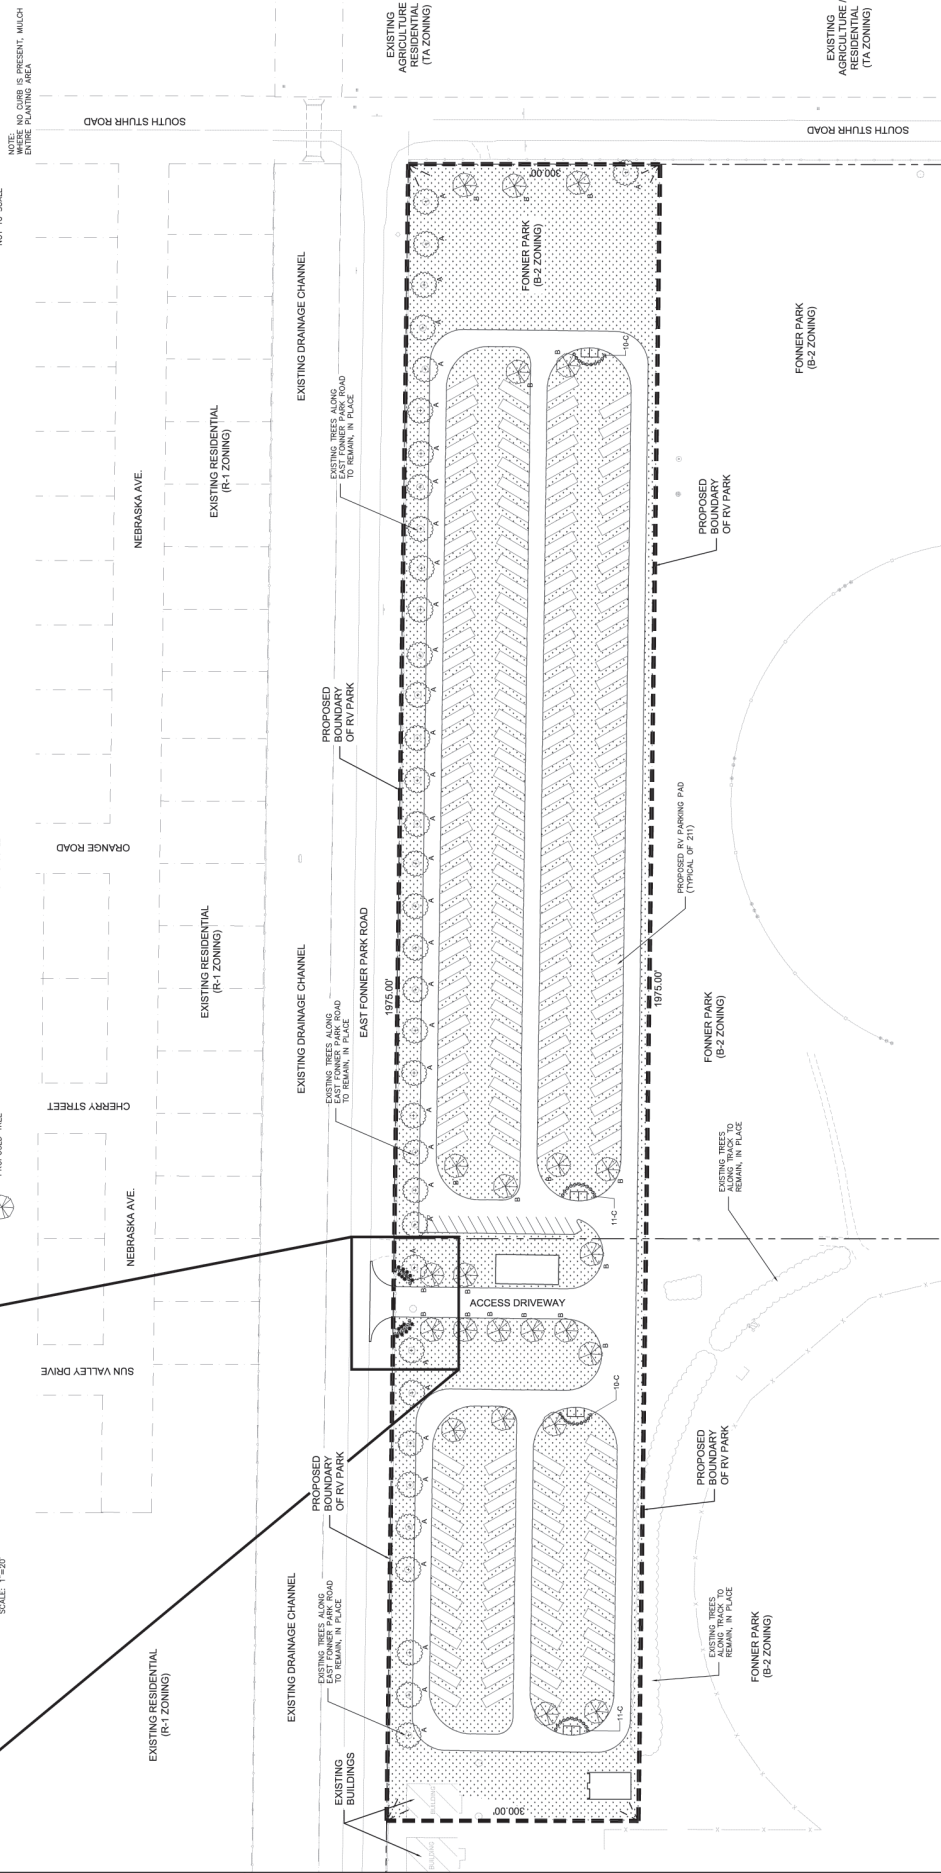 NOTE:
WHERE NO CURB IS PRESENT, MULCH
ENTIRE PLANTING AREA
EXISTING
AGRICULTURE
RESIDENTIAL
(TA ZONING)
EXISTING
AGRICULTURE /
RESIDENTIAL
(TA ZONING)
SOUTH STUHR ROAD
SOUTH STUHR ROAD
300.00'
FONNER PARK
(B-2 ZONING)
FONNER PARK
(B-2 ZONING)
EXISTING DRAINAGE CHANNEL
EXISTING TREES ALONG
EAST FONNER PARK ROAD
TO REMAIN, IN PLACE
EXISTING RESIDENTIAL
(R-1 ZONING)
NEBRASKA AVE.
10-C
PROPOSED
BOUNDARY
OF RV PARK
PROPOSED
BOUNDARY
OF RV PARK
ORANGE ROAD
PROPOSED RV PARKING PAD
(TYPICAL OF 211)
EXISTING RESIDENTIAL
(R-1 ZONING)
EAST FONNER PARK ROAD
1975.00'
1975.00'
EXISTING DRAINAGE CHANNEL
EXISTING TREES ALONG
EAST FONNER PARK ROAD
TO REMAIN, IN PLACE
FONNER PARK
(B-2 ZONING)
CHERRY STREET
EXISTING TREES
ALONG TRACK TO
REMAIN, IN PLACE
NEBRASKA AVE.
11-C
ACCESS DRIVEWAY
SUN VALLEY DRIVE
10-C
PROPOSED
BOUNDARY
OF RV PARK
PROPOSED
BOUNDARY
OF RV PARK
SCALE: 1"=20'
EXISTING DRAINAGE CHANNEL
EXISTING TREES ALONG
EAST FONNER PARK ROAD
TO REMAIN, IN PLACE
EXISTING TREES
ALONG TRACK TO
REMAIN, IN PLACE
FONNER PARK
(B-2 ZONING)
EXISTING RESIDENTIAL
(R-1 ZONING)
11-C
EXISTING
BUILDINGS
BUILDING
BUILDING
300.00'